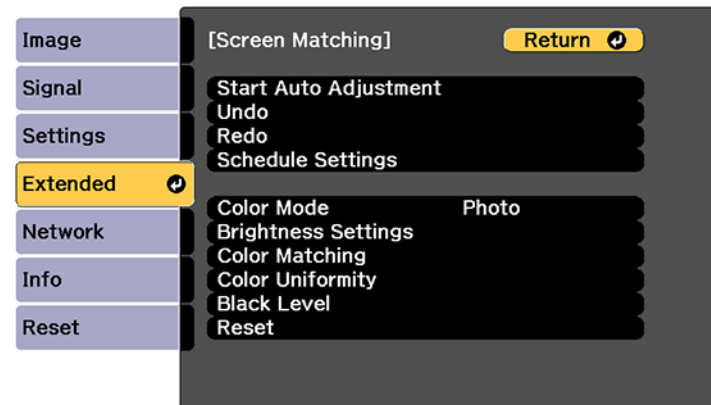 Image
Signal
Settings
Extended
Network
Info
Reset
[Screen Matching] Return
Start Auto Adjustment
Undo
Redo
Schedule Settings
Color Mode Photo
Brightness Settings
Color Matching
Color Uniformity
Black Level
Reset